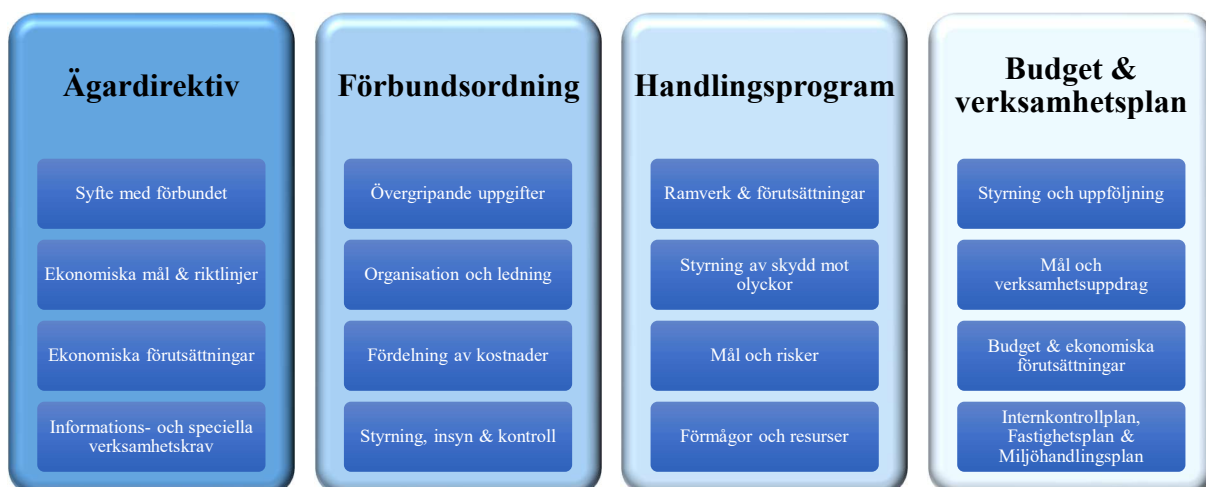 Ägardirektiv
Syfte med förbundet
Ekonomiska mål & riktlinjer
Ekonomiska förutsättningar
Informations- och speciella
verksamhetskrav
Förbundsordning
Övergripande uppgifter
Organisation och ledning
Fördelning av kostnader
Styrning, insyn & kontroll
Handlingsprogram
Ramverk & förutsättningar
Styrning av skydd mot
olyckor
Mål och risker
Förmågor och resurser
Budget &
verksamhetsplan
Styrning och uppföljning
Mål och
verksamhetsuppdrag
Budget & ekonomiska
förutsättningar
Internkontrollplan,
Fastighetsplan &
Miljöhandlingsplan